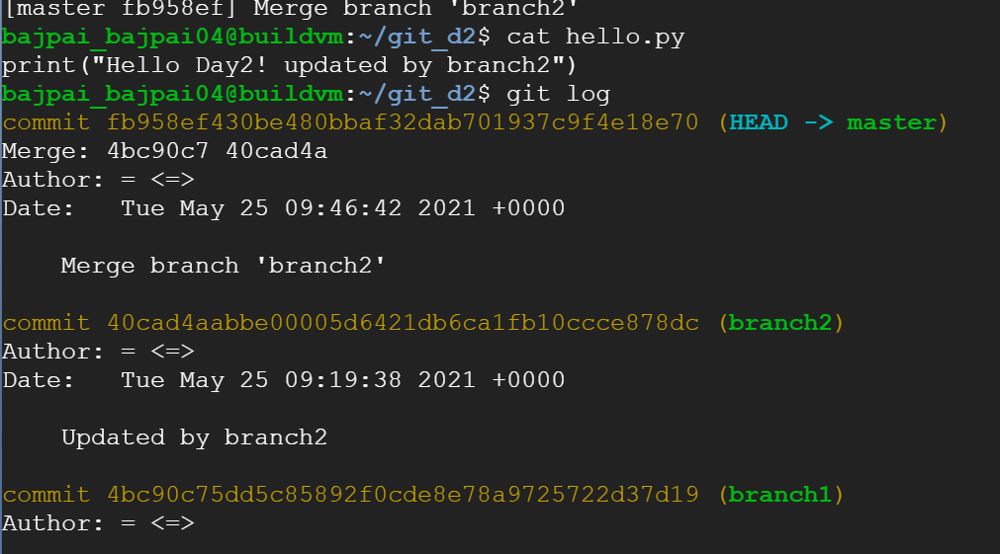 [master fb958ef] Merge branch 'branch2'
bajpai_bajpai04@buildvm:~/git_d2$ cat hello.py
print("Hello Day2! updated by branch2")
bajpai_bajpai04@buildvm:~/git_d2$ git log
commit fb958ef430be480bbaf32dab701937c9f4e18e70 (HEAD -> master)
Merge: 4bc90c7 40cad4a
Author: = <=>
Date:   Tue May 25 09:46:42 2021 +0000
    Merge branch 'branch2'
commit 40cad4aabbe00005d6421db6ca1fb10ccce878dc (branch2)
Author: = <=>
Date:   Tue May 25 09:19:38 2021 +0000
    Updated by branch2
commit 4bc90c75dd5c85892f0cde8e78a9725722d37d19 (branch1)
Author: = <=>